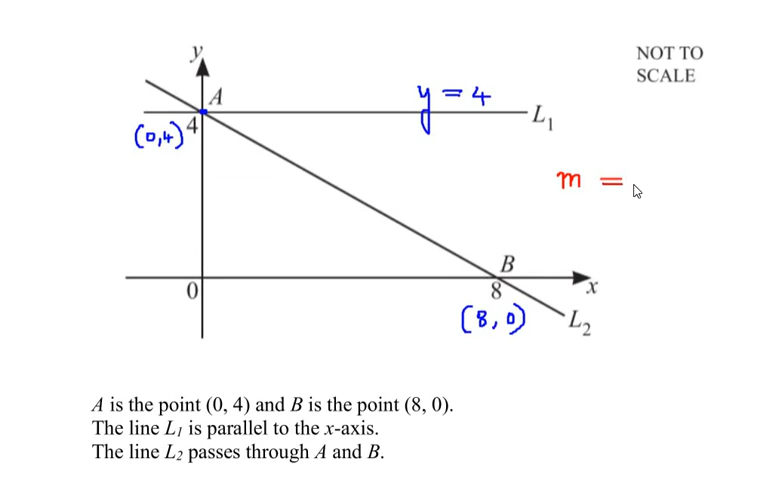 y
NOT TO
SCALE
A
y = 4
L₁
(0,4)
4
m =
B
0
8
x
(8,0)
L₂
A is the point (0, 4) and B is the point (8, 0).
The line L₁ is parallel to the x-axis.
The line L₂ passes through A and B.